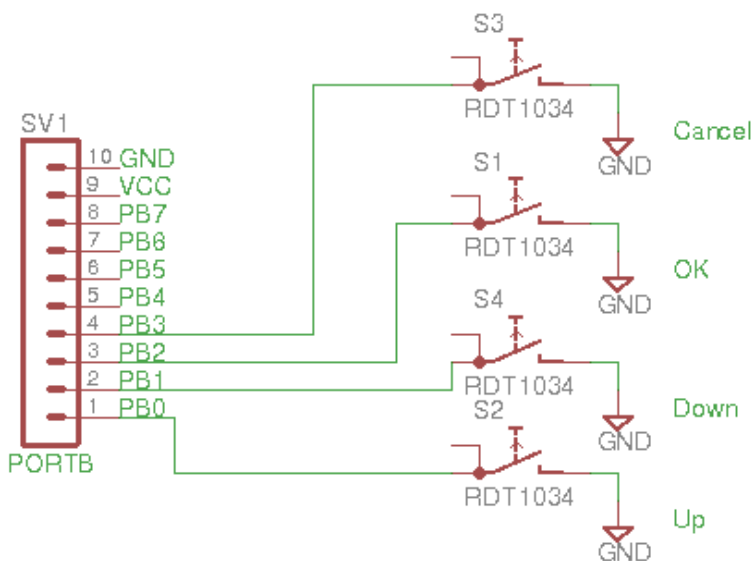 S3
RDT1034
Cancel
GND
SV1
10 GND
9 VCC
8 PB7
7 PB6
6 PB5
5 PB4
4 PB3
3 PB2
2 PB1
1 PB0
PORTB
S1
RDT1034
OK
GND
S4
RDT1034
Down
GND
S2
RDT1034
Up
GND